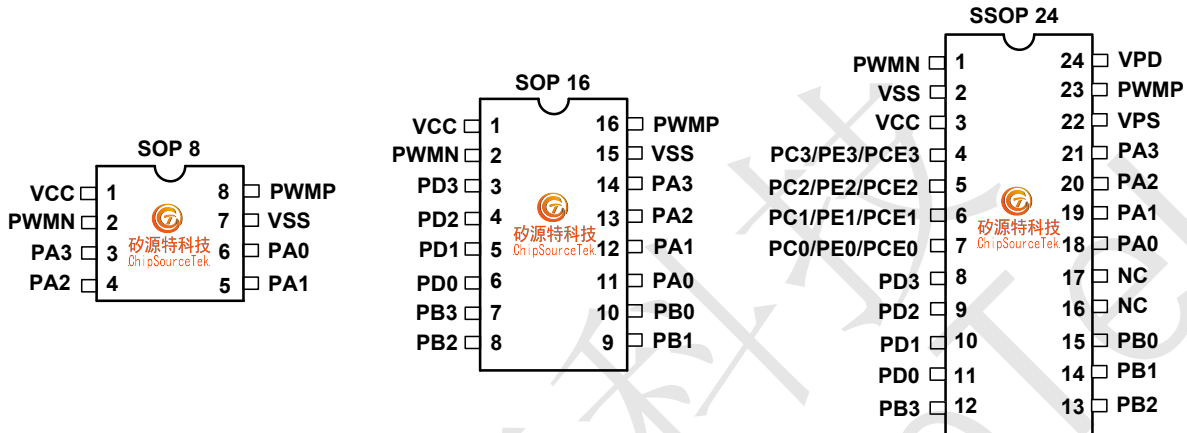 SOP 8
VCC 1 8 PWMP
PWMN 2 7 VSS
PA3 3 6 PA0
PA2 4 5 PA1
矽源特科技
ChipSourceTek
SOP 16
VCC 1 16 PWMP
PWMN 2 15 VSS
PD3 3 14 PA3
PD2 4 13 PA2
PD1 5 12 PA1
PD0 6 11 PA0
PB3 7 10 PB0
PB2 8 9 PB1
矽源特科技
ChipSourceTek
SSOP 24
PWMN 1 24 VPD
VSS 2 23 PWMP
VCC 3 22 VPS
PC3/PE3/PCE3 4 21 PA3
PC2/PE2/PCE2 5 20 PA2
PC1/PE1/PCE1 6 19 PA1
PC0/PE0/PCE0 7 18 PA0
PD3 8 17 NC
PD2 9 16 NC
PD1 10 15 PB0
PD0 11 14 PB1
PB3 12 13 PB2
矽源特科技
ChipSourceTek